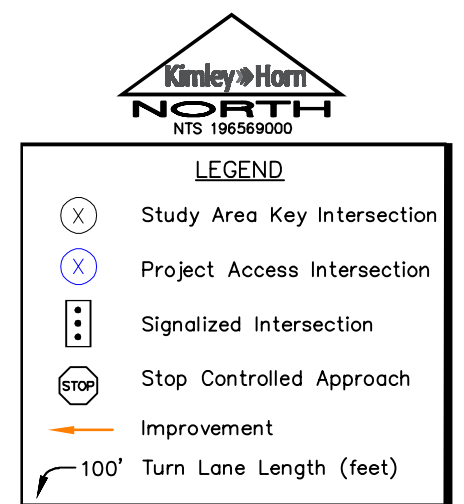 Kimley»Horn
NORTH
NTS 196569000
LEGEND
X Study Area Key Intersection
X Project Access Intersection
Signalized Intersection
STOP Stop Controlled Approach
Improvement
100' Turn Lane Length (feet)